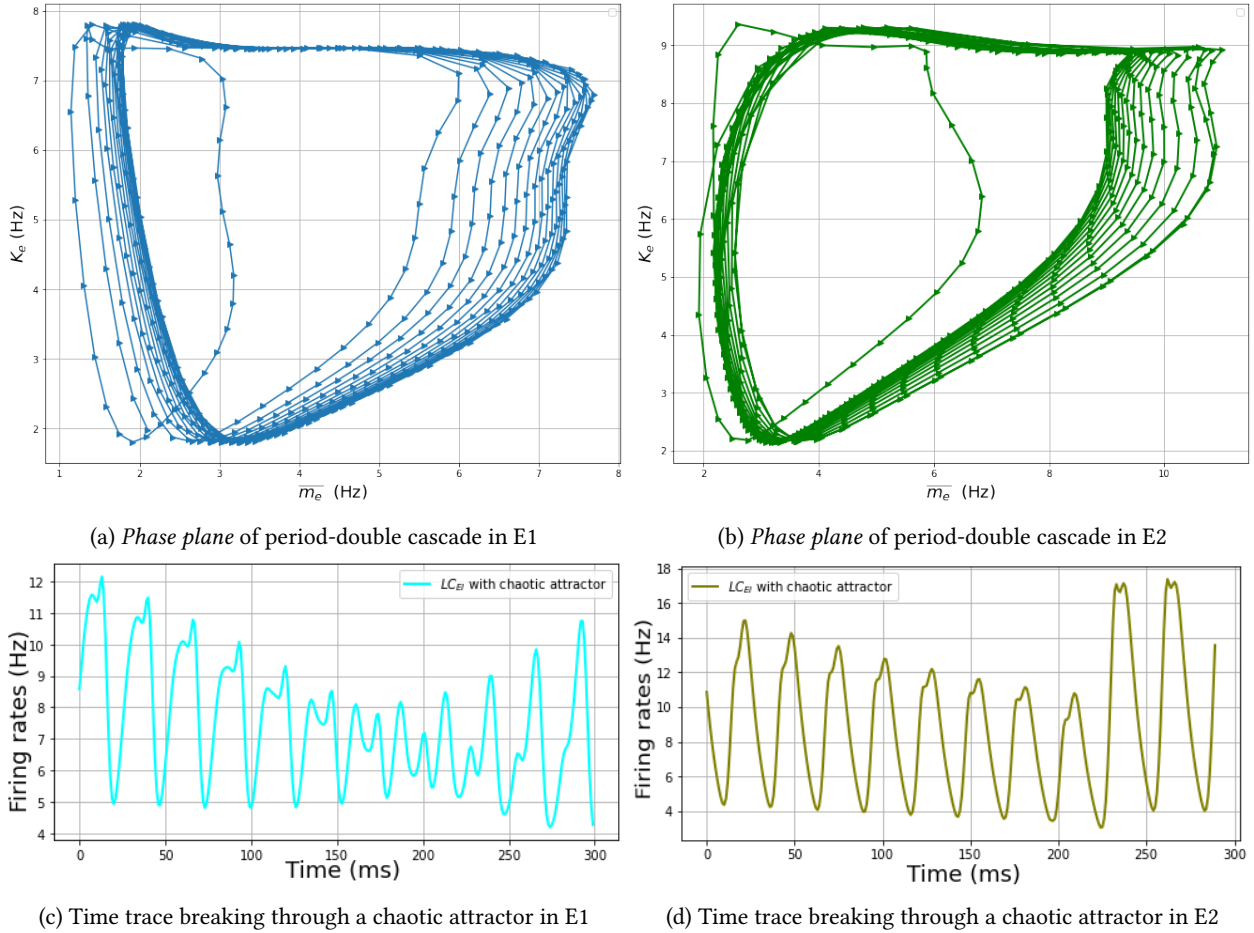 8
7
6
5
4
3
2
K_e (Hz)
1 2 3 4 5 6 7 8
\overline{m_e} (Hz)
(a) Phase plane of period-double cascade in E1
9
8
7
6
5
4
3
2
K_e (Hz)
2 4 6 8 10
\overline{m_e} (Hz)
(b) Phase plane of period-double cascade in E2
LC_{EI} with chaotic attractor
12
11
10
9
8
7
6
5
4
Firing rates (Hz)
0 50 100 150 200 250 300
Time (ms)
(c) Time trace breaking through a chaotic attractor in E1
LC_{EI} with chaotic attractor
18
16
14
12
10
8
6
4
Firing rates (Hz)
0 50 100 150 200 250 300
Time (ms)
(d) Time trace breaking through a chaotic attractor in E2